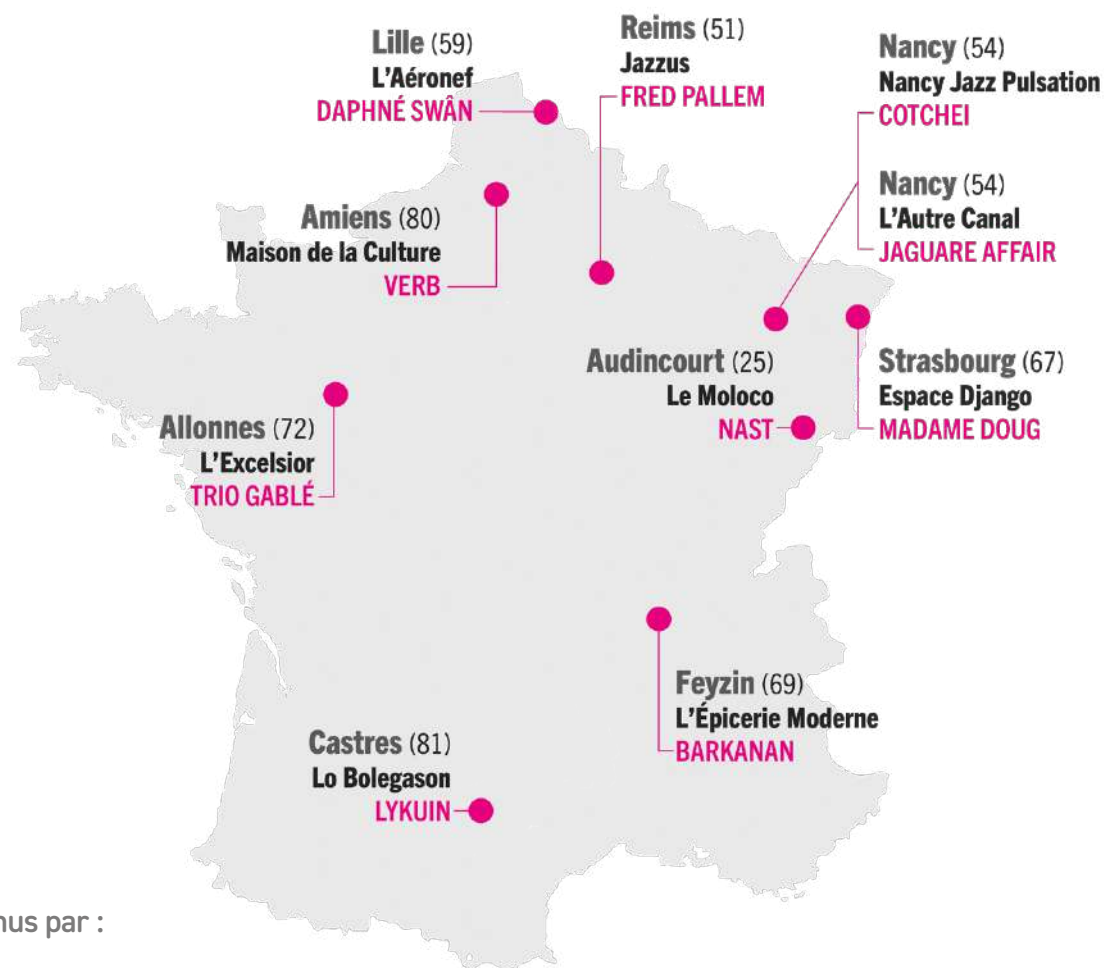 Lille (59)
L'Aéronef
DAPHNÉ SWÂN
Reims (51)
Jazzus
FRED PALLEM
Nancy (54)
Nancy Jazz Pulsation
COTCHEI
Nancy (54)
L'Autre Canal
JAGUARE AFFAIR
Amiens (80)
Maison de la Culture
VERB
Audincourt (25)
Le Moloco
NAST
Strasbourg (67)
Espace Django
MADAME DOUG
Allonnes (72)
L'Excelsior
TRIO GABLÉ
Feyzin (69)
L'Épicerie Moderne
BARKANAN
Castres (81)
Lo Bolegason
LYKUIN
par :